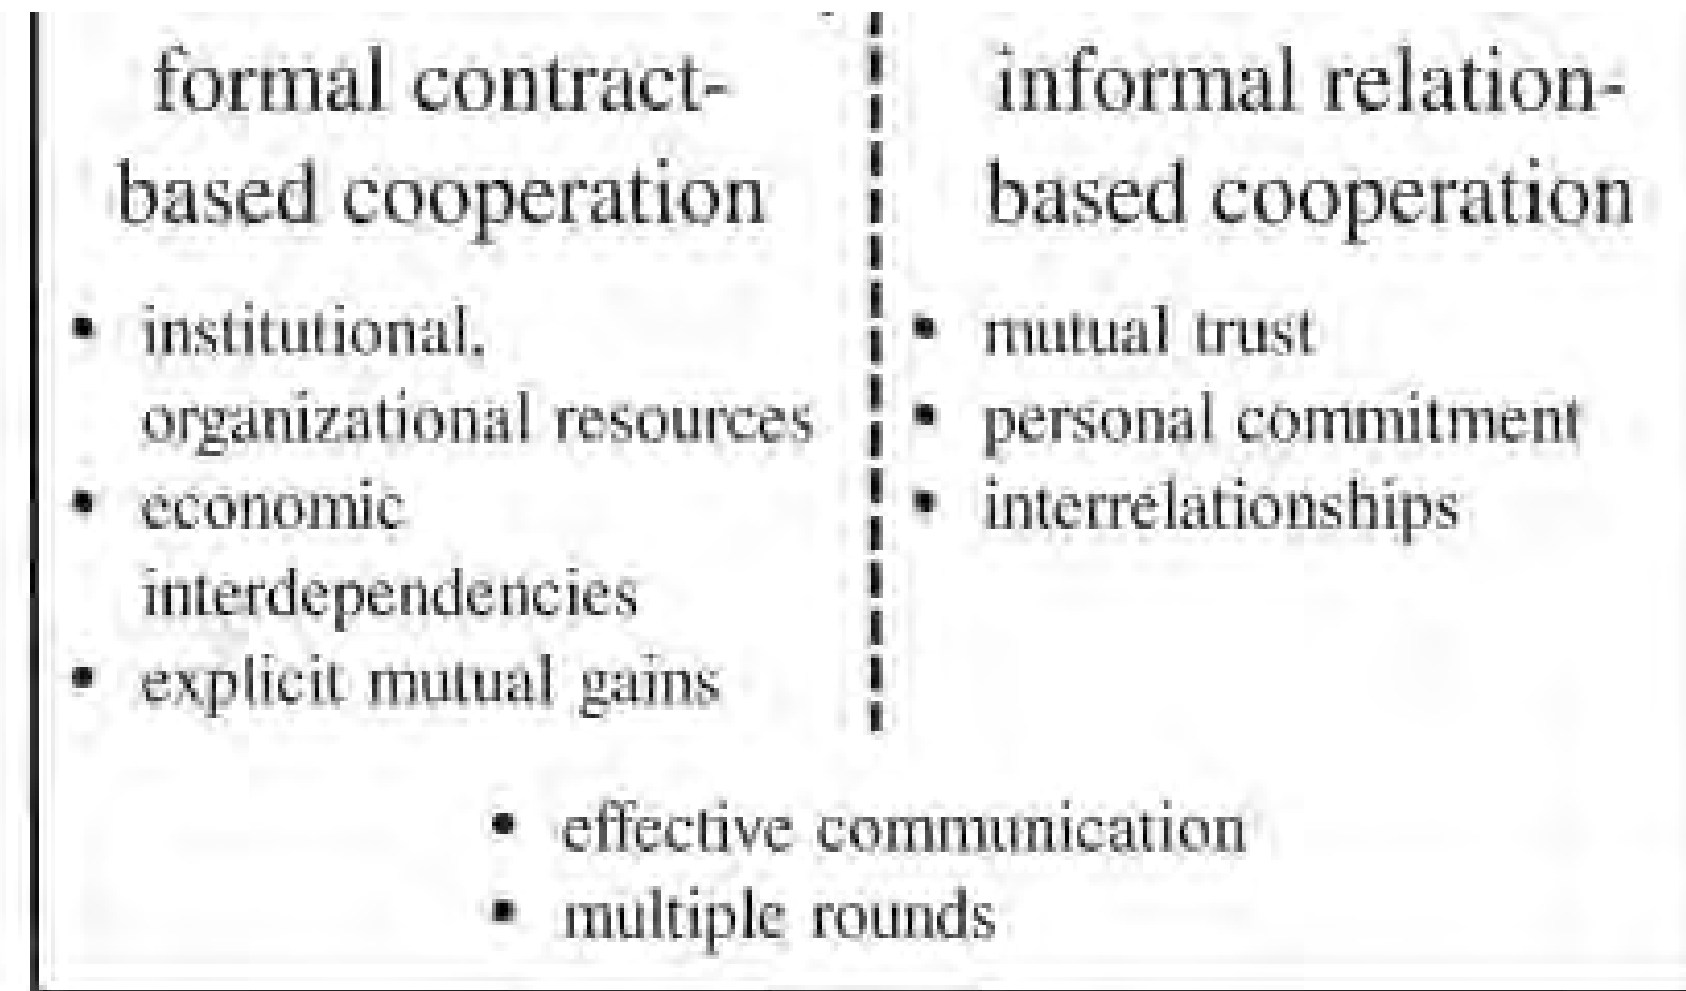 formal contract-
based cooperation
• institutional,
organizational resources
• economic
interdependencies
• explicit mutual gains
informal relation-
based cooperation
• mutual trust
• personal commitment
• interrelationships
• effective communication
• multiple rounds